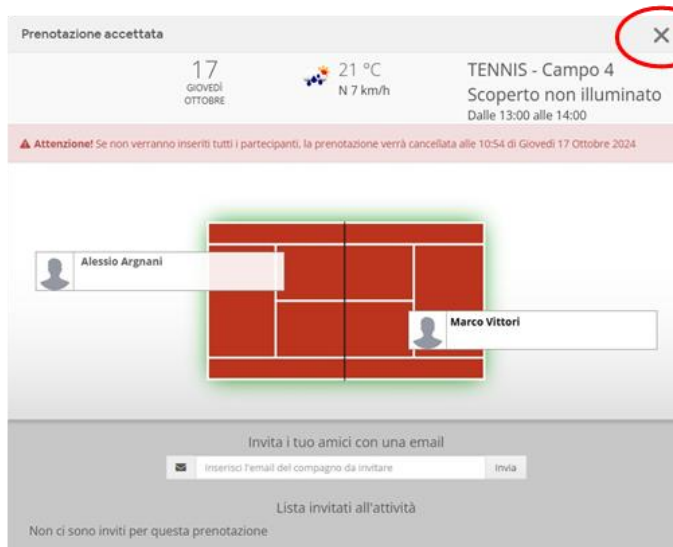 Prenotazione accettata
17
GIOVEDÌ
OTTOBRE
21 °C
N 7 km/h
TENNIS - Campo 4
Scoperto non illuminato
Dalle 13:00 alle 14:00
Attenzione! Se non verranno inseriti tutti i partecipanti, la prenotazione verrà cancellata alle 10:54 di Giovedì 17 Ottobre 2024
Alessio Argnani
Marco Vittori
Invita i tuo amici con una email
Inserisci l'email del compagno da invitare
Invia
Lista invitati all'attività
Non ci sono inviti per questa prenotazione